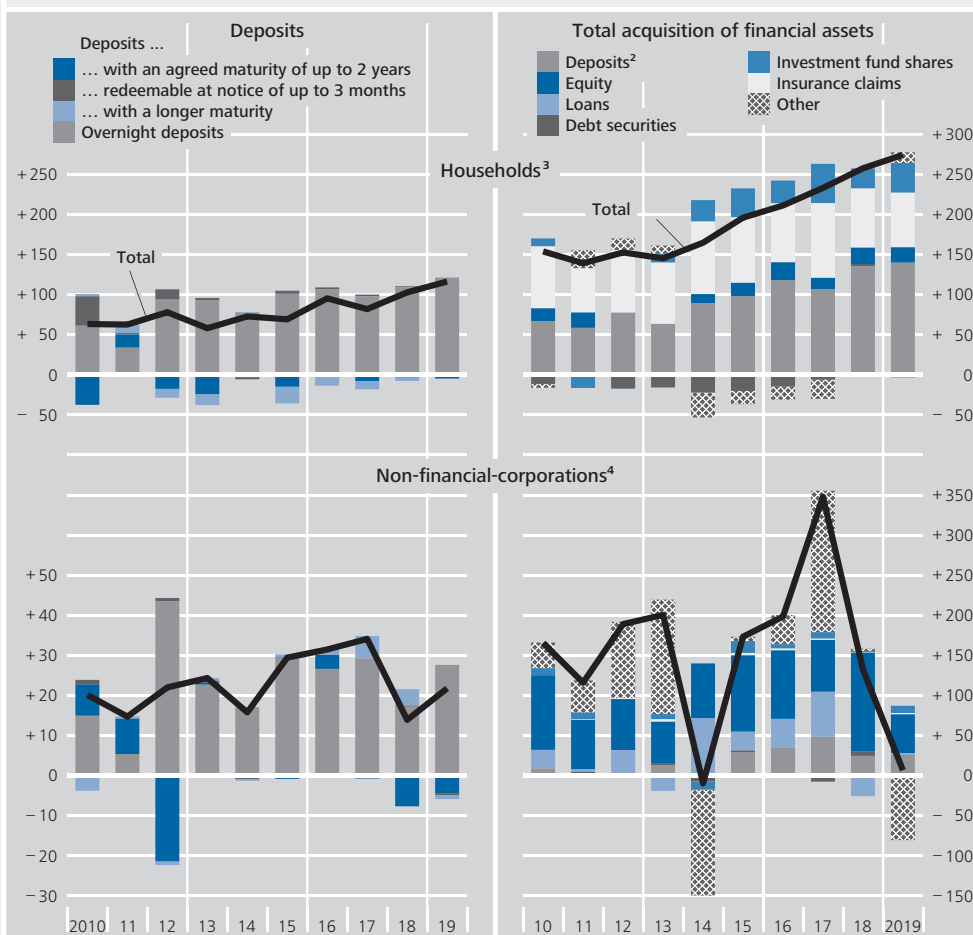 Deposits
Deposits ...
... with an agreed maturity of up to 2 years
... redeemable at notice of up to 3 months
... with a longer maturity
Overnight deposits
Total acquisition of financial assets
Deposits²
Equity
Loans
Debt securities
Investment fund shares
Insurance claims
Other
Households³
+ 250
+ 200
+ 150
+ 100
+ 50
0
− 50
Total
+ 300
+ 250
+ 200
+ 150
+ 100
+ 50
0
− 50
Total
Non-financial-corporations⁴
+ 50
+ 40
+ 30
+ 20
+ 10
0
− 10
− 20
− 30
+ 350
+ 300
+ 250
+ 200
+ 150
+ 100
+ 50
0
− 50
− 100
− 150
2010 11 12 13 14 15 16 17 18 19
10 11 12 13 14 15 16 17 18 2019